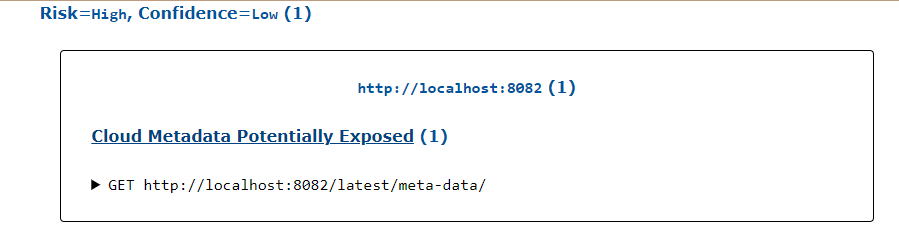 Risk=High, Confidence=Low (1)
http://localhost:8082 (1)
Cloud Metadata Potentially Exposed (1)
▶ GET http://localhost:8082/latest/meta-data/